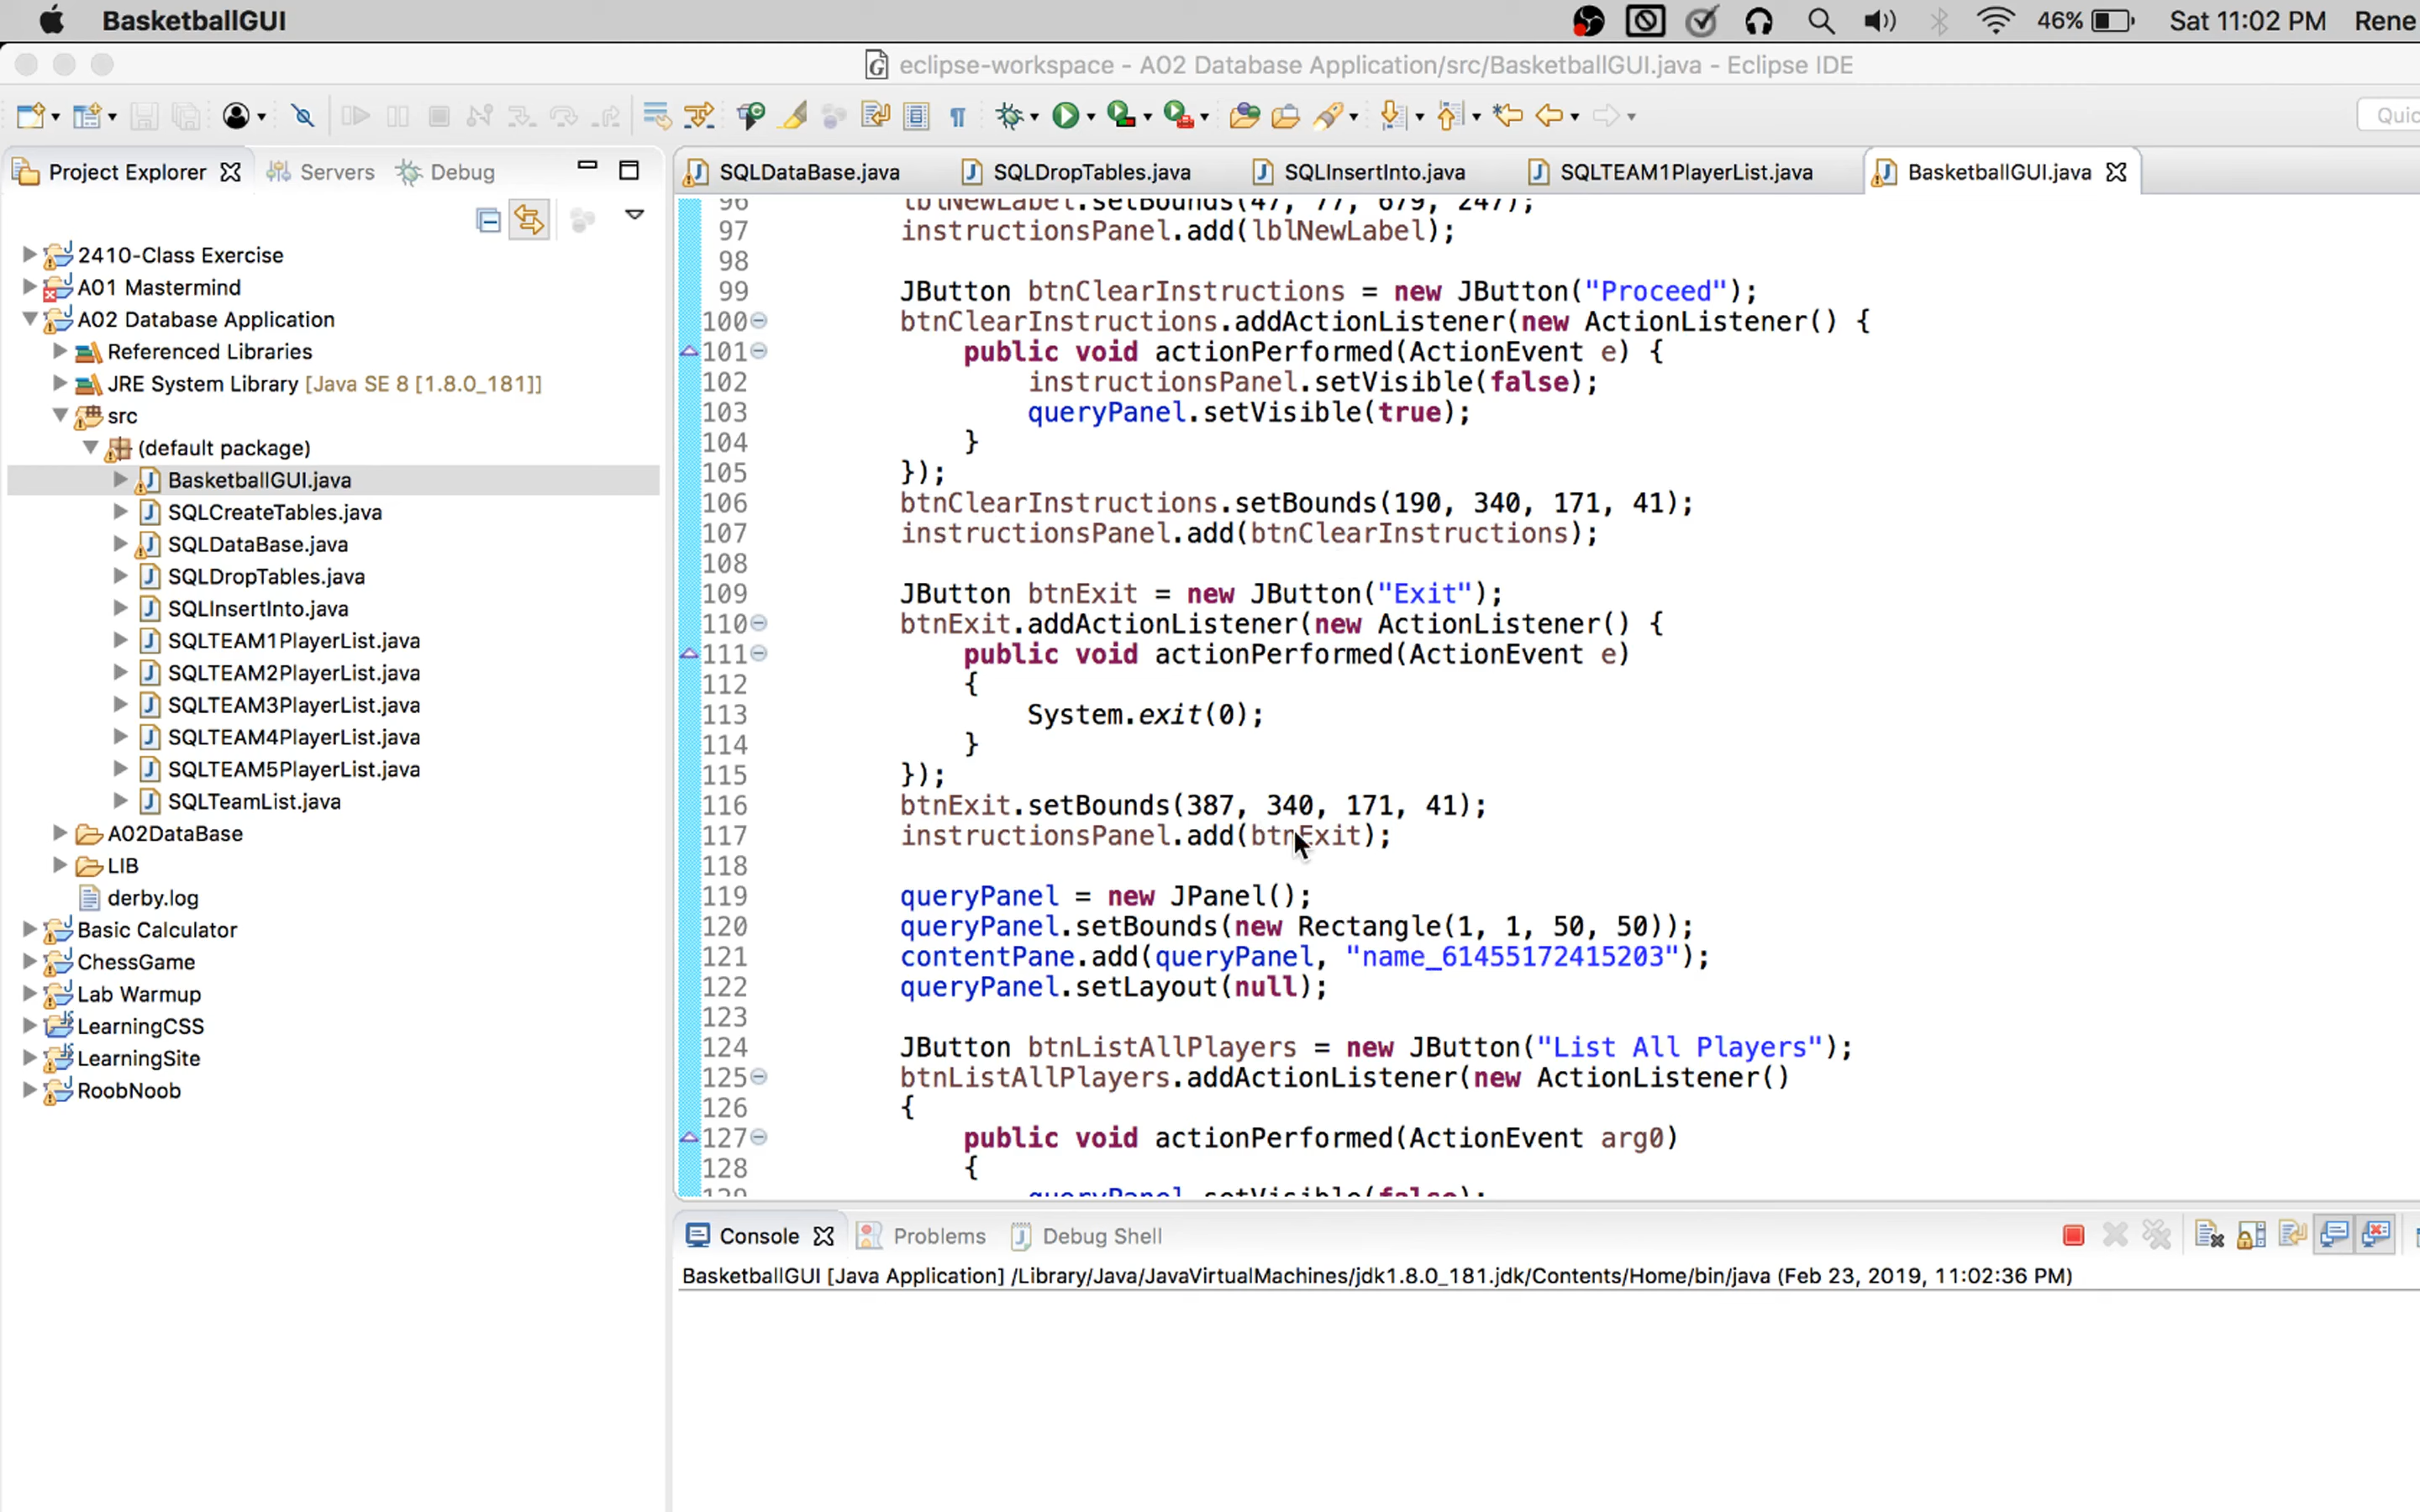 BasketballGUI
46%
Sat 11:02 PM
Rene
eclipse-workspace - A02 Database Application/src/BasketballGUI.java - Eclipse IDE
Quic
Project Explorer
Servers
Debug
SQLDataBase.java
SQLDropTables.java
SQLInsertInto.java
SQLTEAM1PlayerList.java
BasketballGUI.java
2410-Class Exercise
A01 Mastermind
A02 Database Application
Referenced Libraries
JRE System Library [Java SE 8 [1.8.0_181]]
src
(default package)
BasketballGUI.java
SQLCreateTables.java
SQLDataBase.java
SQLDropTables.java
SQLInsertInto.java
SQLTEAM1PlayerList.java
SQLTEAM2PlayerList.java
SQLTEAM3PlayerList.java
SQLTEAM4PlayerList.java
SQLTEAM5PlayerList.java
SQLTeamList.java
A02DataBase
LIB
derby.log
Basic Calculator
ChessGame
Lab Warmup
LearningCSS
LearningSite
RoobNoob
96 lblNewLabel.setBounds(47, 77, 679, 247);
97 instructionsPanel.add(lblNewLabel);
98
99 JButton btnClearInstructions = new JButton("Proceed");
100 btnClearInstructions.addActionListener(new ActionListener() {
101 public void actionPerformed(ActionEvent e) {
102 instructionsPanel.setVisible(false);
103 queryPanel.setVisible(true);
104 }
105 });
106 btnClearInstructions.setBounds(190, 340, 171, 41);
107 instructionsPanel.add(btnClearInstructions);
108
109 JButton btnExit = new JButton("Exit");
110 btnExit.addActionListener(new ActionListener() {
111 public void actionPerformed(ActionEvent e)
112 {
113 System.exit(0);
114 }
115 });
116 btnExit.setBounds(387, 340, 171, 41);
117 instructionsPanel.add(btnExit);
118
119 queryPanel = new JPanel();
120 queryPanel.setBounds(new Rectangle(1, 1, 50, 50));
121 contentPane.add(queryPanel, "name_61455172415203");
122 queryPanel.setLayout(null);
123
124 JButton btnListAllPlayers = new JButton("List All Players");
125 btnListAllPlayers.addActionListener(new ActionListener()
126 {
127 public void actionPerformed(ActionEvent arg0)
128 {
129 queryPanel.setVisible(false);
Console
Problems
Debug Shell
BasketballGUI [Java Application] /Library/Java/JavaVirtualMachines/jdk1.8.0_181.jdk/Contents/Home/bin/java (Feb 23, 2019, 11:02:36 PM)